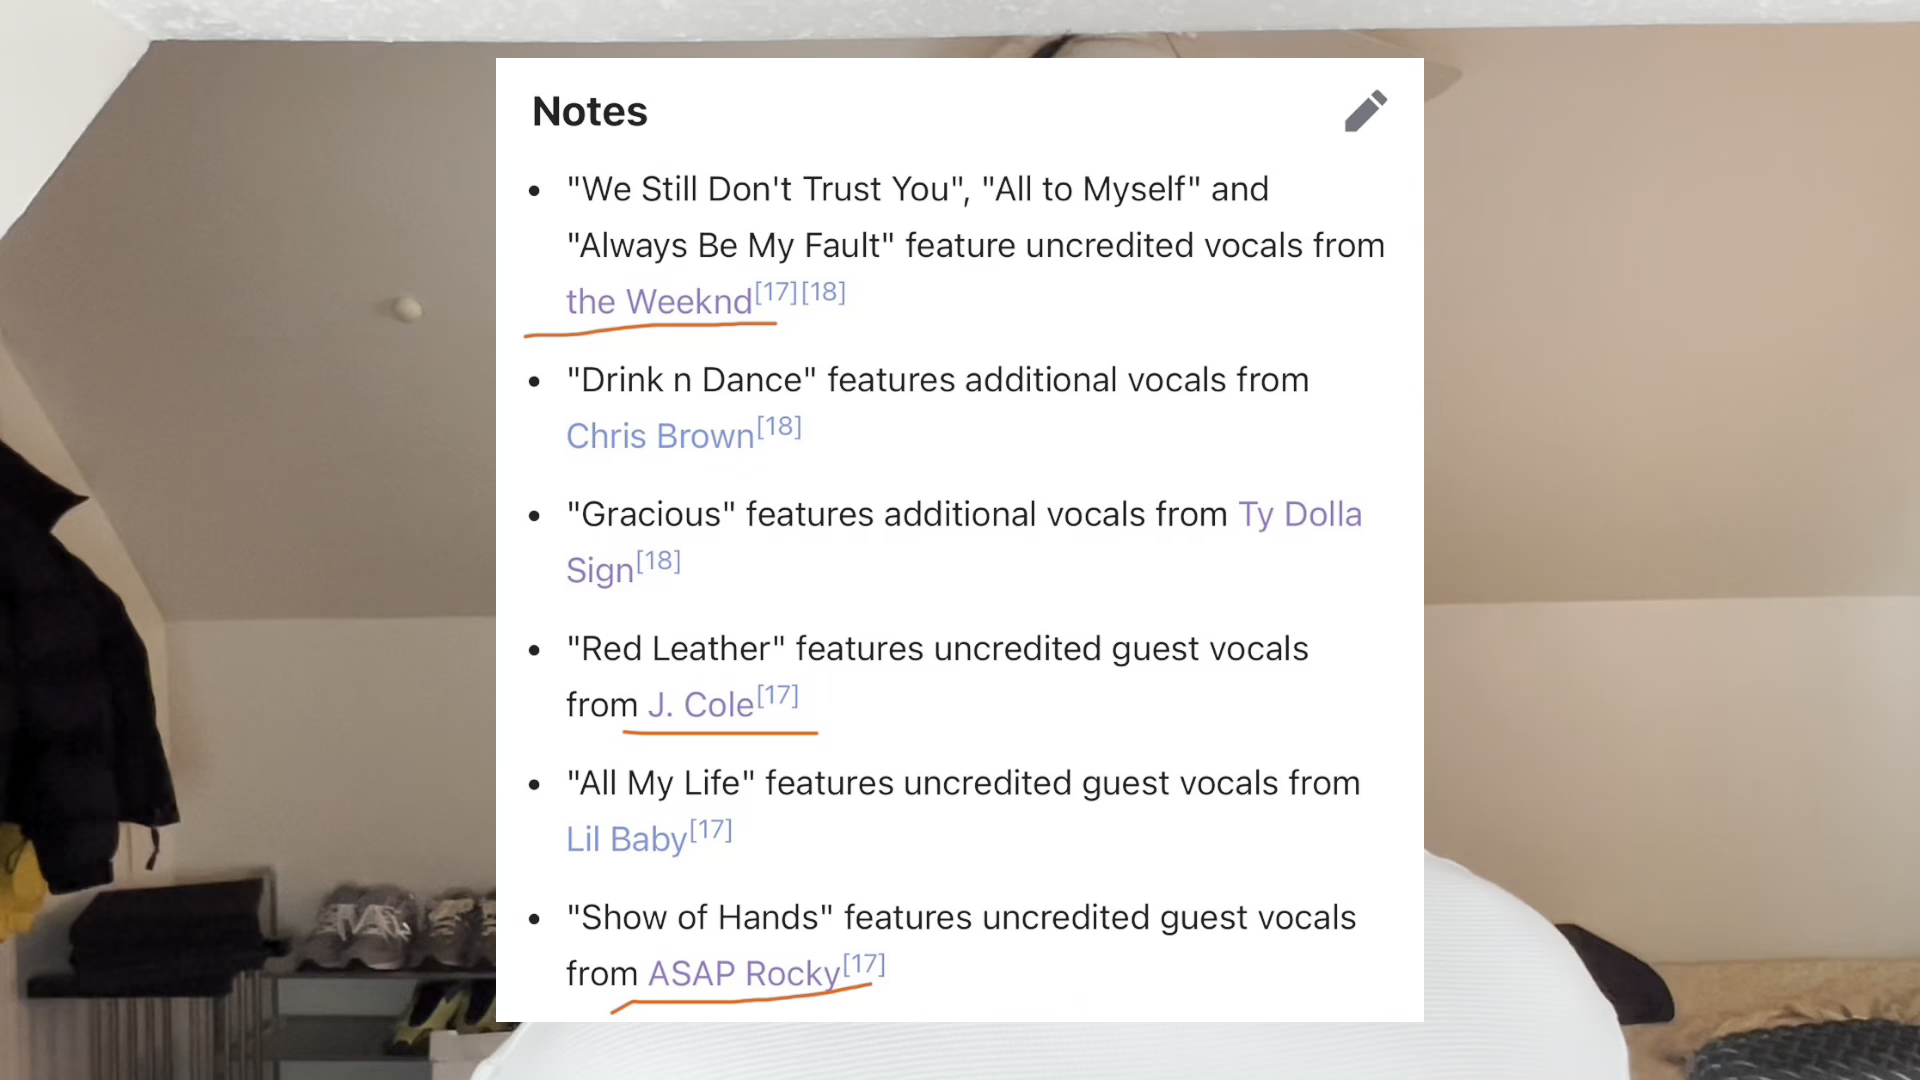 Notes
• "We Still Don't Trust You", "All to Myself" and
"Always Be My Fault" feature uncredited vocals from
the Weeknd[17][18]
• "Drink n Dance" features additional vocals from
Chris Brown[18]
• "Gracious" features additional vocals from Ty Dolla
Sign[18]
• "Red Leather" features uncredited guest vocals
from J. Cole[17]
• "All My Life" features uncredited guest vocals from
Lil Baby[17]
• "Show of Hands" features uncredited guest vocals
from ASAP Rocky[17]